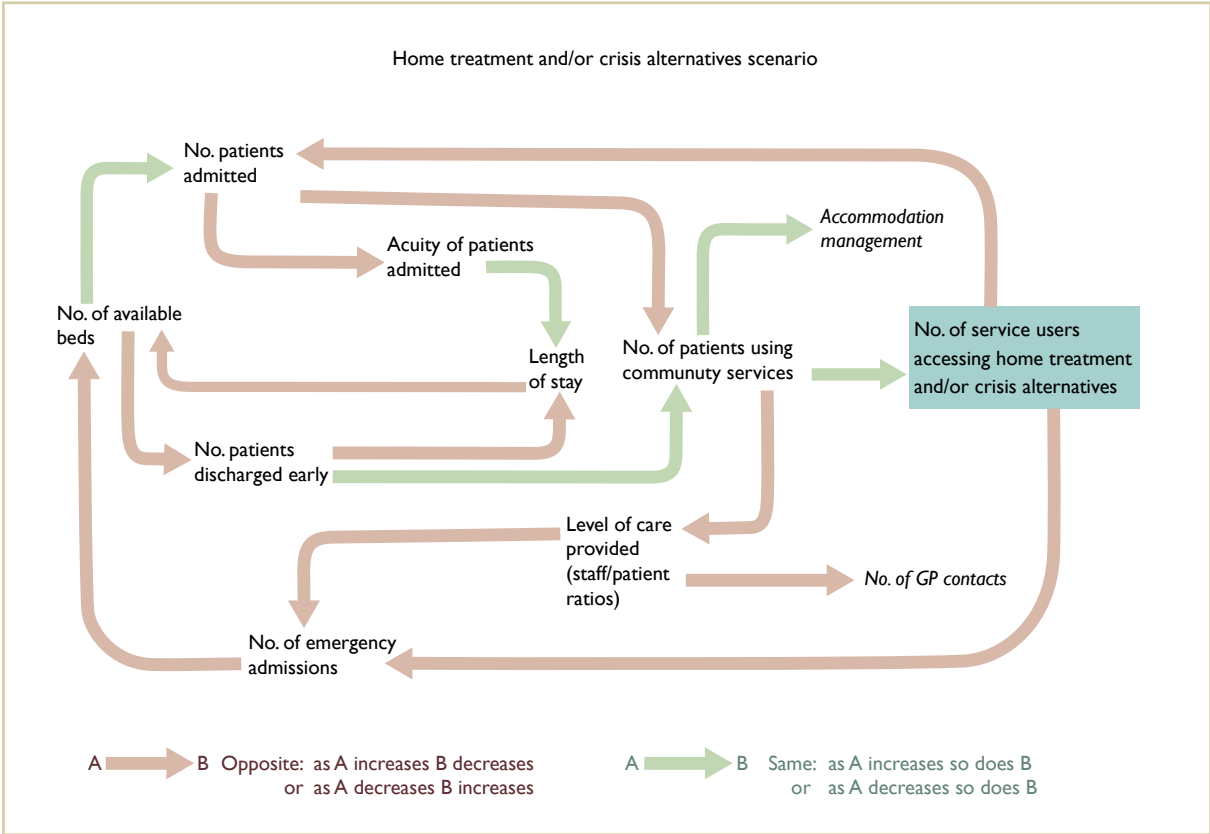 Home treatment and/or crisis alternatives scenario
No. patients
admitted
Accommodation
management
Acuity of patients
admitted
No. of available
beds
No. of service users
accessing home treatment
and/or crisis alternatives
Length
of stay
No. of patients using
communuty services
No. patients
discharged early
Level of care
provided
(staff/patient
ratios)
No. of GP contacts
No. of emergency
admissions
A B Opposite: as A increases B decreases
or as A decreases B increases
A B Same: as A increases so does B
or as A decreases so does B